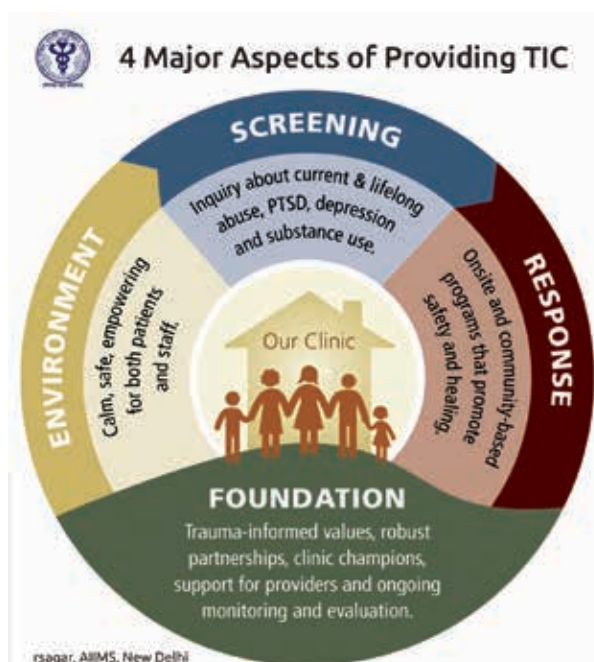 4 Major Aspects of Providing TIC
SCREENING
Inquiry about current & lifelong
abuse, PTSD, depression
and substance use.
ENVIRONMENT
Calm, safe, empowering
for both patients
and staff.
RESPONSE
Onsite and community-based
programs that promote
safety and healing.
Our Clinic
FOUNDATION
Trauma-informed values, robust
partnerships, clinic champions,
support for providers and ongoing
monitoring and evaluation.
rsagar, AIIMS, New Delhi